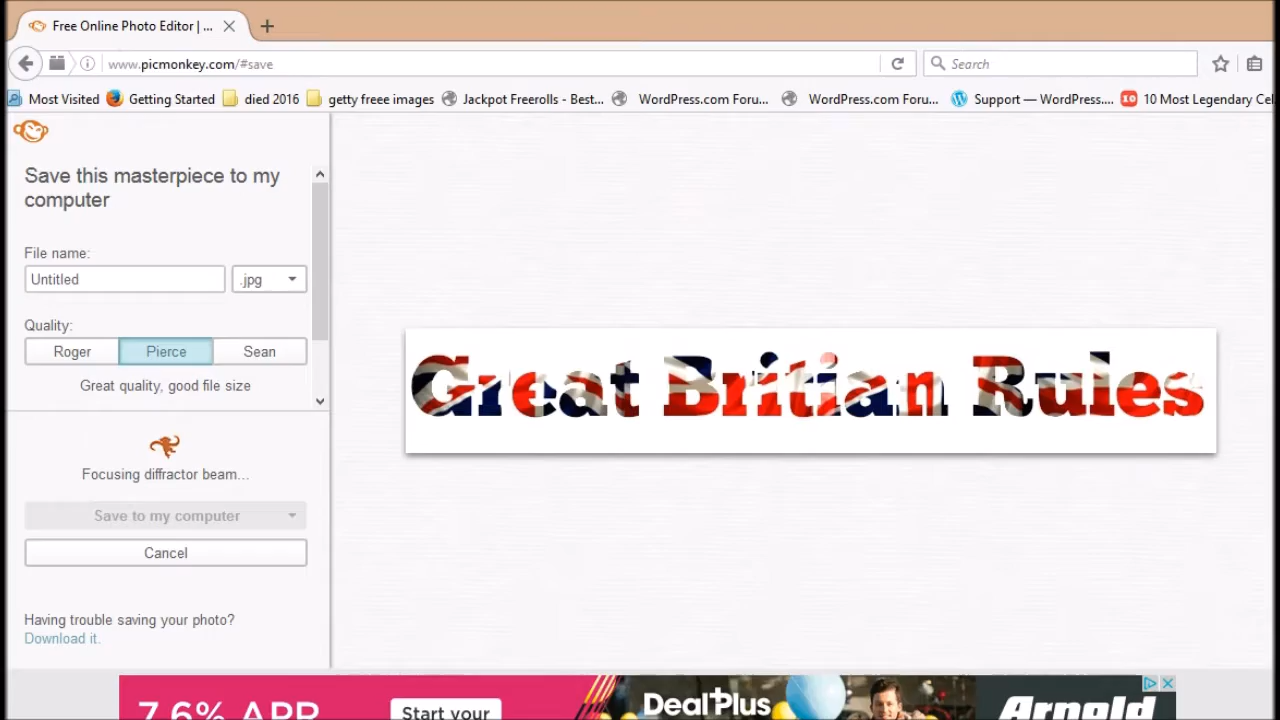 Free Online Photo Editor | ...
www.picmonkey.com/#save
Search
Most Visited
Getting Started
died 2016
getty freee images
Jackpot Freerolls - Best...
WordPress.com Foru...
WordPress.com Foru...
Support — WordPress....
10 Most Legendary Cel
Save this masterpiece to my
computer
File name:
Untitled
.jpg
Quality:
Roger
Pierce
Sean
Great quality, good file size
Great Britian Rules
Focusing diffractor beam...
Save to my computer
Cancel
Having trouble saving your photo?
Download it.
7.6% APR
Start your
DealPlus
Arnold